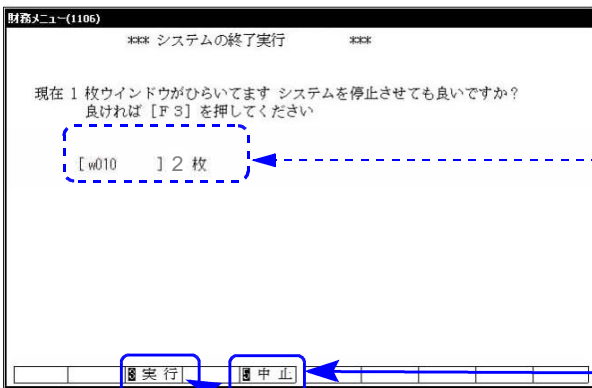 財務メニュー(1106)
*** システムの終了実行 ***
現在 1 枚ウインドウがひらいてます システムを停止させても良いですか?
良ければ [F3] を押してください
[w010 ]2 枚
3 実 行 5 中 止